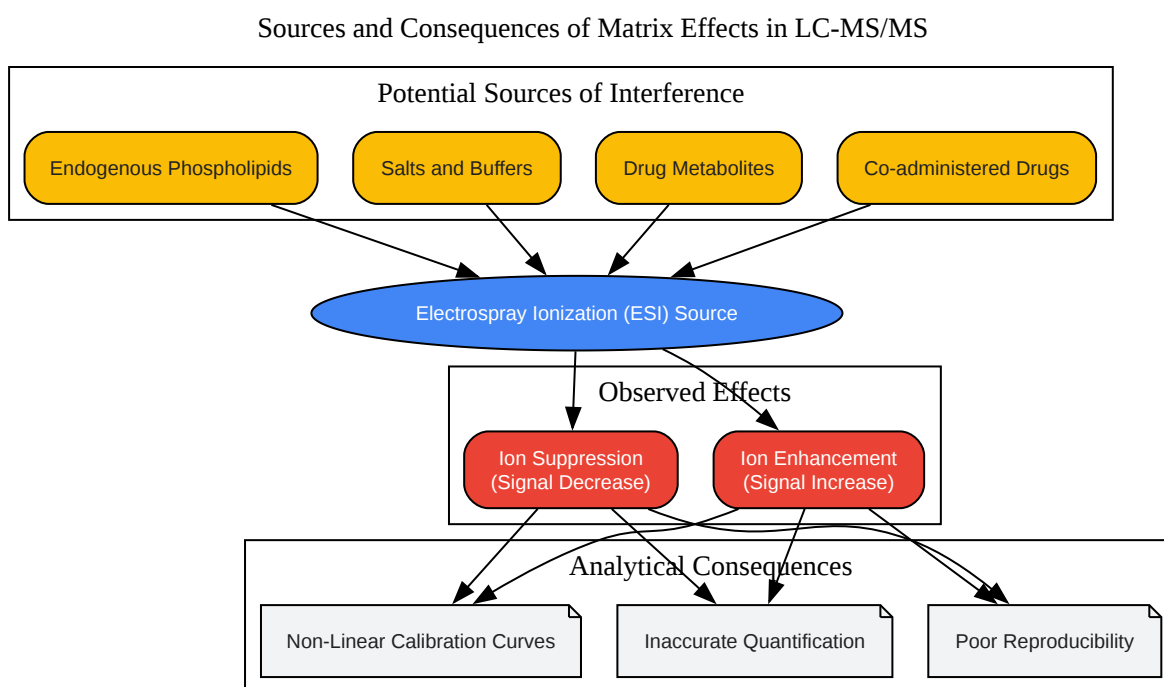 Sources and Consequences of Matrix Effects in LC-MS/MS
Potential Sources of Interference
Endogenous Phospholipids
Salts and Buffers
Drug Metabolites
Co-administered Drugs
Electrospray Ionization (ESI) Source
Observed Effects
Ion Suppression
(Signal Decrease)
Ion Enhancement
(Signal Increase)
Analytical Consequences
Non-Linear Calibration Curves
Inaccurate Quantification
Poor Reproducibility